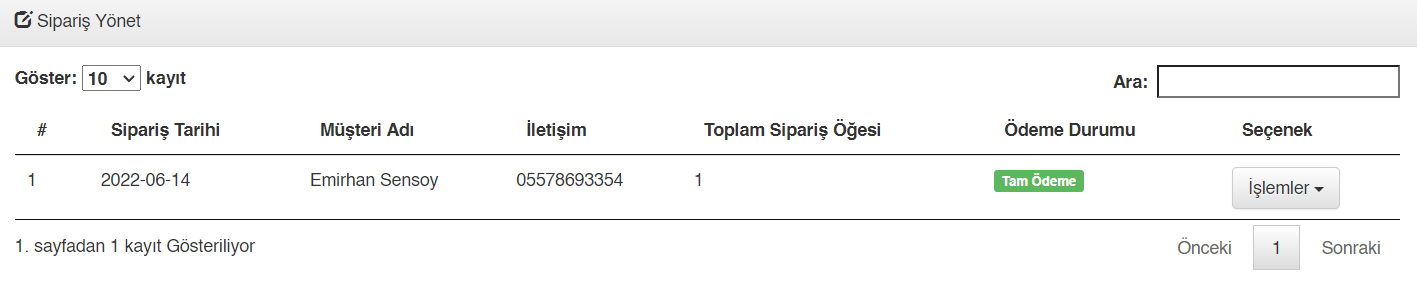 Sipariş Yönet
Göster: 10 kayıt
Ara:
# Sipariş Tarihi Müşteri Adı İletişim Toplam Sipariş Öğesi Ödeme Durumu Seçenek
1 2022-06-14 Emirhan Sensoy 05578693354 1 Tam Ödeme İşlemler
1. sayfadan 1 kayıt Gösteriliyor
Önceki 1 Sonraki